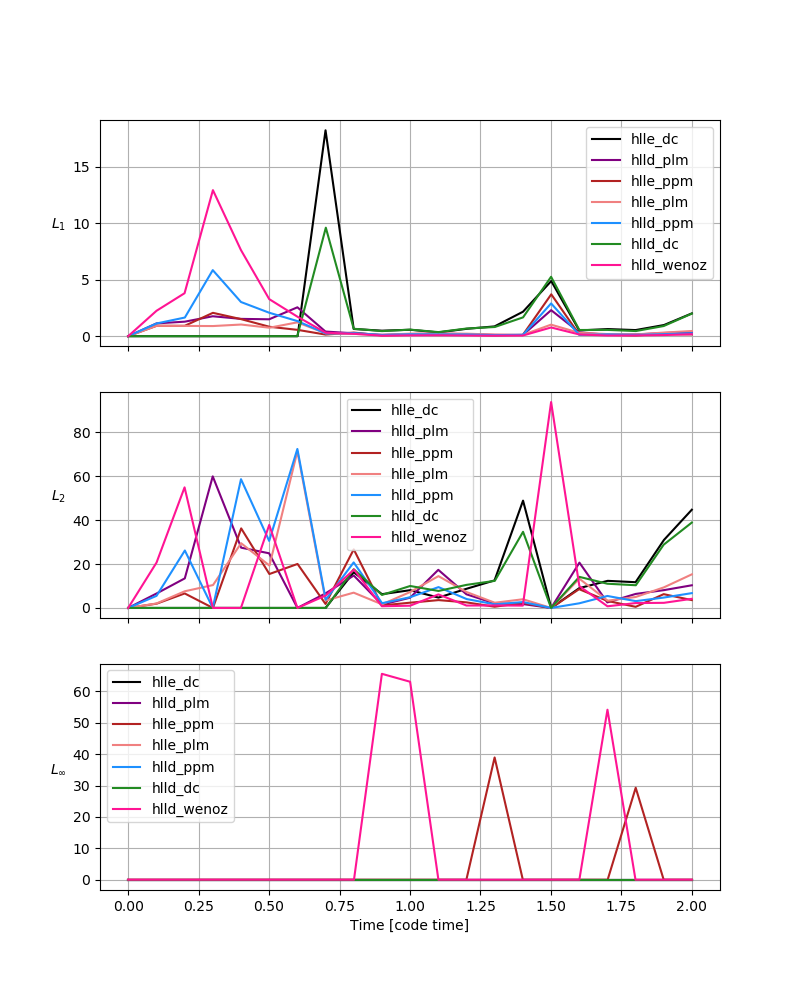 15
10
5
0
L₁
hlle_dc
hlld_plm
hlle_ppm
hlle_plm
hlld_ppm
hlld_dc
hlld_wenoz
80
60
40
20
0
L₂
hlle_dc
hlld_plm
hlle_ppm
hlle_plm
hlld_ppm
hlld_dc
hlld_wenoz
60
50
40
30
20
10
0
L∞
hlle_dc
hlld_plm
hlle_ppm
hlle_plm
hlld_ppm
hlld_dc
hlld_wenoz
0.00 0.25 0.50 0.75 1.00 1.25 1.50 1.75 2.00
Time [code time]